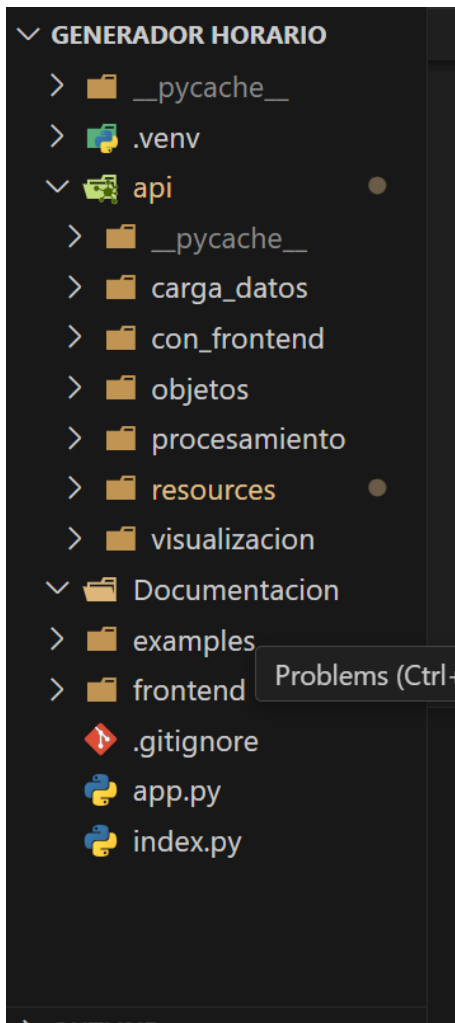 GENERADOR HORARIO
__pycache__
.venv
api
__pycache__
carga_datos
con_frontend
objetos
procesamiento
resources
visualizacion
Documentacion
examples
Problems (Ctrl+
frontend
.gitignore
app.py
index.py